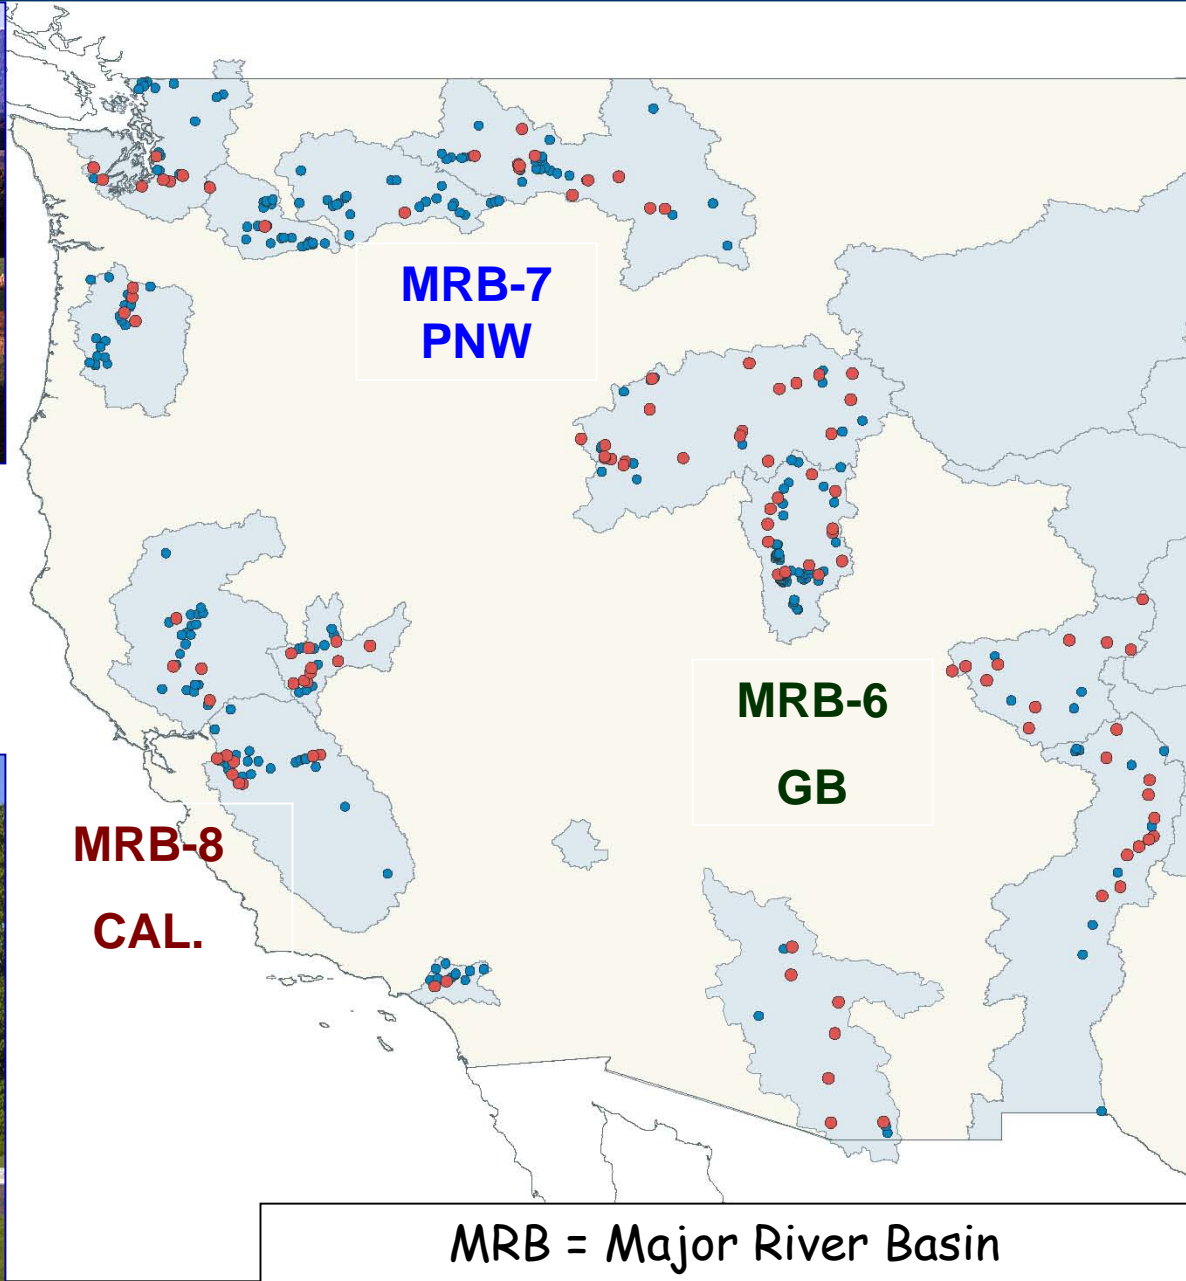 MRB-7
PNW
MRB-6
GB
MRB-8
CAL.
MRB = Major River Basin